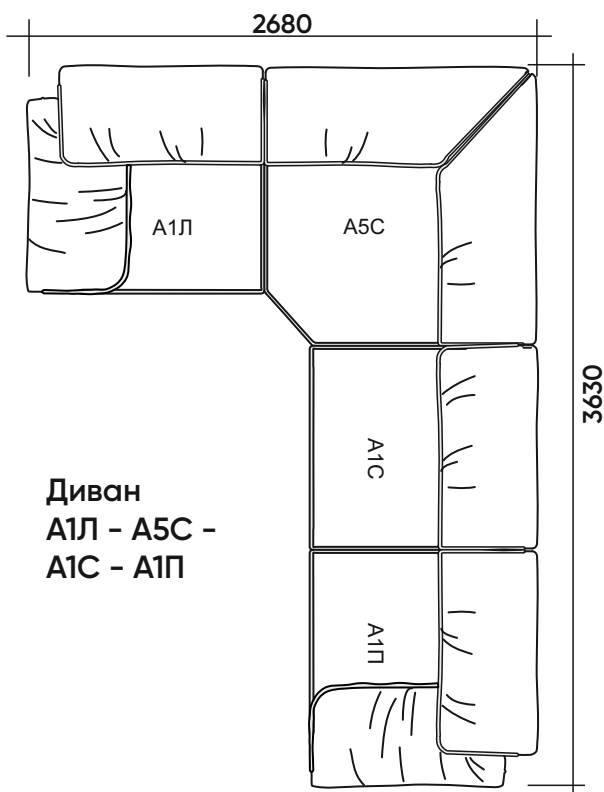 2680
А1Л
А5С
3630
А1С
Диван
А1Л - А5С -
А1С - А1П
А1П